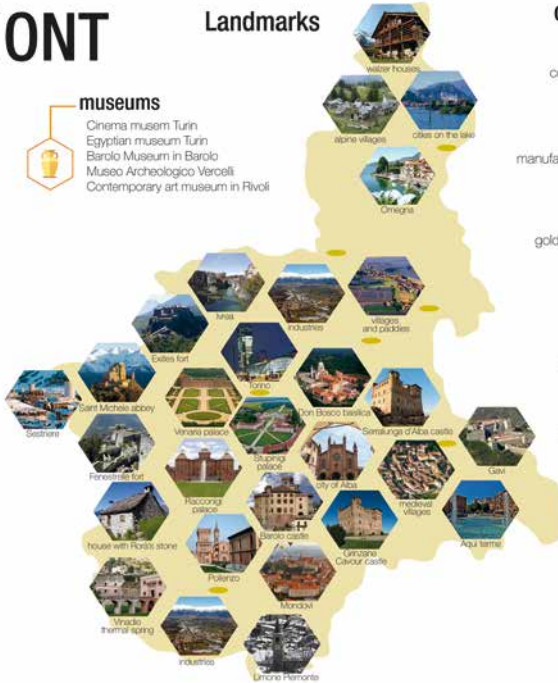 ONT
Landmarks
museums
Cinema musem Turin
Egyptian museum Turin
Barolo Museum in Barolo
Museo Archeologico Vercelli
Contemporary art museum in Rivoli
walzer houses
alpine villages
cities on the lake
Omegna
manufa
gold
Ivrea
industries
villages
and paddies
Exilles fort
Torino
Sestriere
Saint Michele abbey
Venaria palace
Don Bosco basilica
Serralunga d'Alba castle
Fenestrelle fort
Stupinigi
palace
Gavi
Racconigi
palace
city of Alba
medieval
villages
house with Rora's stone
Barolo castle
Grinzane
Cavour castle
Aqui terme
Pollenzo
Mondovì
Vinadio
thermal spring
industries
Limone Piemonte